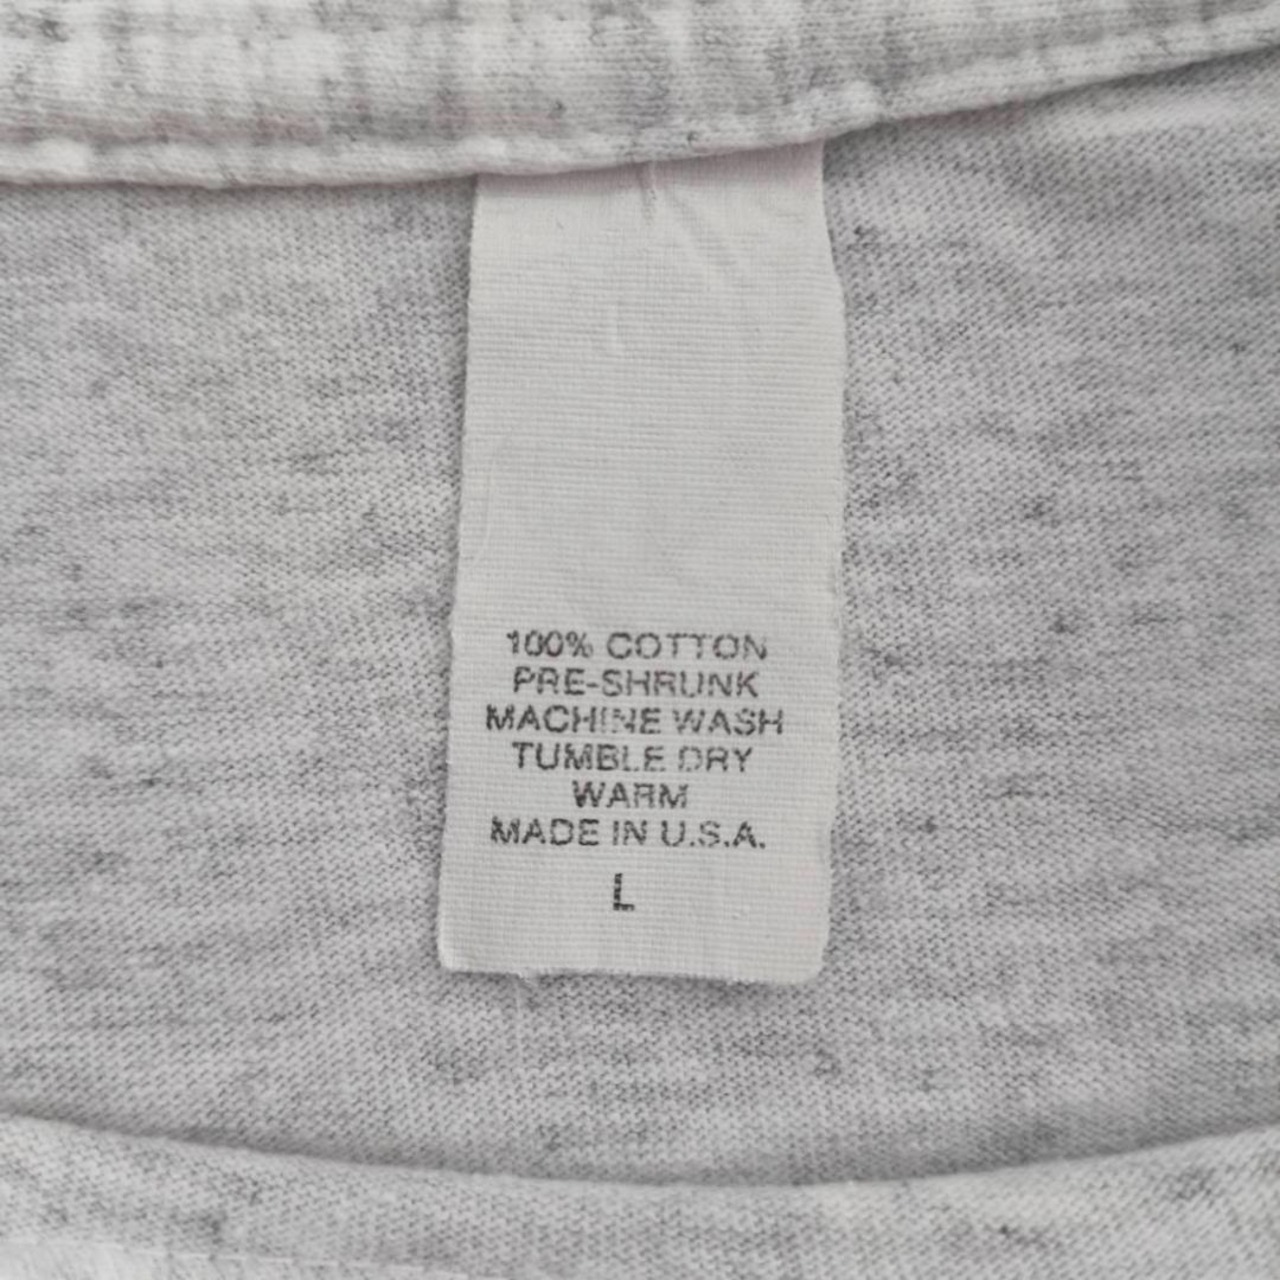 100% COTTON
PRE-SHRUNK
MACHINE WASH
TUMBLE DRY
WARM
MADE IN U.S.A.
L